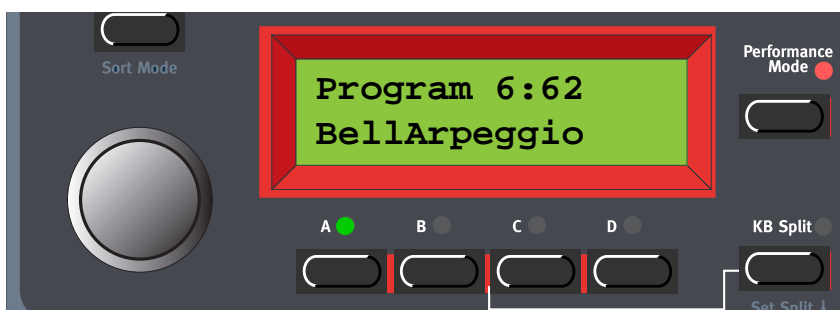 Sort Mode
Performance
Mode
Program 6:62
BellArpeggio
A B C D KB Split
Set Split ↓